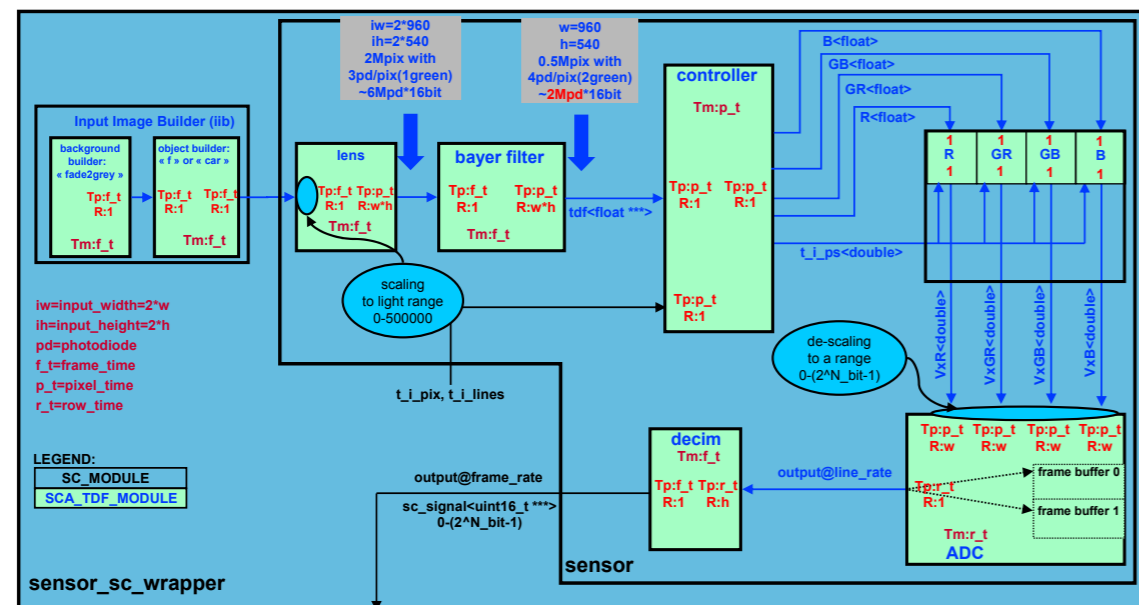 iw=2*960
ih=2*540
2Mpix with
3pd/pix(1green)
~6Mpd*16bit
w=960
h=540
0.5Mpix with
4pd/pix(2green)
~2Mpd*16bit
controller
Tm:p_t
Tp:p_t Tp:p_t
R:1 R:1
Tp:p_t
R:1
B<float>
GB<float>
GR<float>
R<float>
1 1 1 1
R GR GB B
1 1 1 1
t_i_ps<double>
Input Image Builder (iib)
background
builder:
« fade2grey »
Tp:f_t
R:1
Tm:f_t
object builder:
« f » or « car »
Tp:f_t Tp:f_t
R:1 R:1
Tm:f_t
lens
Tp:f_t Tp:p_t
R:1 R:w*h
Tm:f_t
bayer filter
Tp:f_t Tp:p_t
R:1 R:w*h
Tm:f_t
tdf<float ***>
scaling
to light range
0-500000
t_i_pix, t_i_lines
iw=input_width=2*w
ih=input_height=2*h
pd=photodiode
f_t=frame_time
p_t=pixel_time
r_t=row_time
LEGEND:
SC_MODULE
SCA_TDF_MODULE
VxR<double>
VxGR<double>
VxGB<double>
VxB<double>
de-scaling
to a range
0-(2^N_bit-1)
Tp:p_t Tp:p_t Tp:p_t Tp:p_t
R:w R:w R:w R:w
frame buffer 0
frame buffer 1
Tp:r_t
R:1
Tm:r_t
ADC
output@line_rate
decim
Tm:f_t
Tp:f_t Tp:r_t
R:1 R:h
output@frame_rate
sc_signal<uint16_t ***>
0-(2^N_bit-1)
sensor
sensor_sc_wrapper